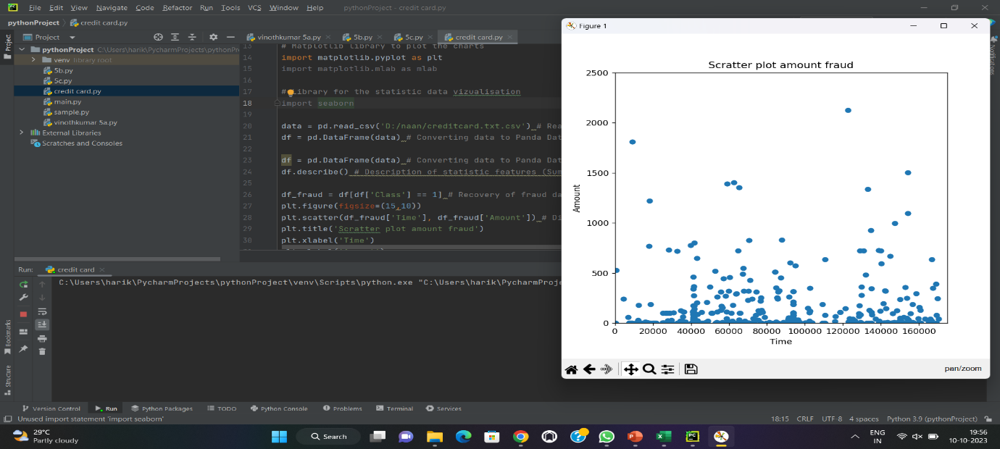 File Edit View Navigate Code Refactor Run Tools VCS Window Help pythonProject - credit card.py
pythonProject credit card.py
Project
vinothkumar 5a.py 5b.py 5c.py credit card.py
Project
pythonProject C:\Users\harik\PycharmProjects\pythonPr
venv library root
5b.py
5c.py
credit card.py
main.py
sample.py
vinothkumar 5a.py
External Libraries
Scratches and Consoles
13 # Matplotlib library to plot the charts
14 import matplotlib.pyplot as plt
15 import matplotlib.mlab as mlab
16
17 # Library for the statistic data vizualisation
18 import seaborn
19
20 data = pd.read_csv('D:/naan/creditcard.txt.csv') # Rea
21 df = pd.DataFrame(data) # Converting data to Panda Dat
22
23 df = pd.DataFrame(data) # Converting data to Panda Dat
24 df.describe() # Description of statistic features (Sum
25
26 df_fraud = df[df['Class'] == 1] # Recovery of fraud da
27 plt.figure(figsize=(15,10))
28 plt.scatter(df_fraud['Time'], df_fraud['Amount']) # Di
29 plt.title('Scratter plot amount fraud')
30 plt.xlabel('Time')
Run: credit card
C:\Users\harik\PycharmProjects\pythonProject\venv\Scripts\python.exe "C:\Users\harik\PycharmProje
Bookmarks
Structure
Notifications
Figure 1
Scratter plot amount fraud
2500
2000
1500
1000
500
0
Amount
0 20000 40000 60000 80000 100000 120000 140000 160000
Time
pan/zoom
Version Control Run Python Packages TODO Python Console Problems Terminal Services
Unused import statement 'import seaborn' 18:15 CRLF UTF-8 4 spaces Python 3.9 (pythonProject)
29°C
Partly cloudy
Search
ENG
IN
19:56
10-10-2023